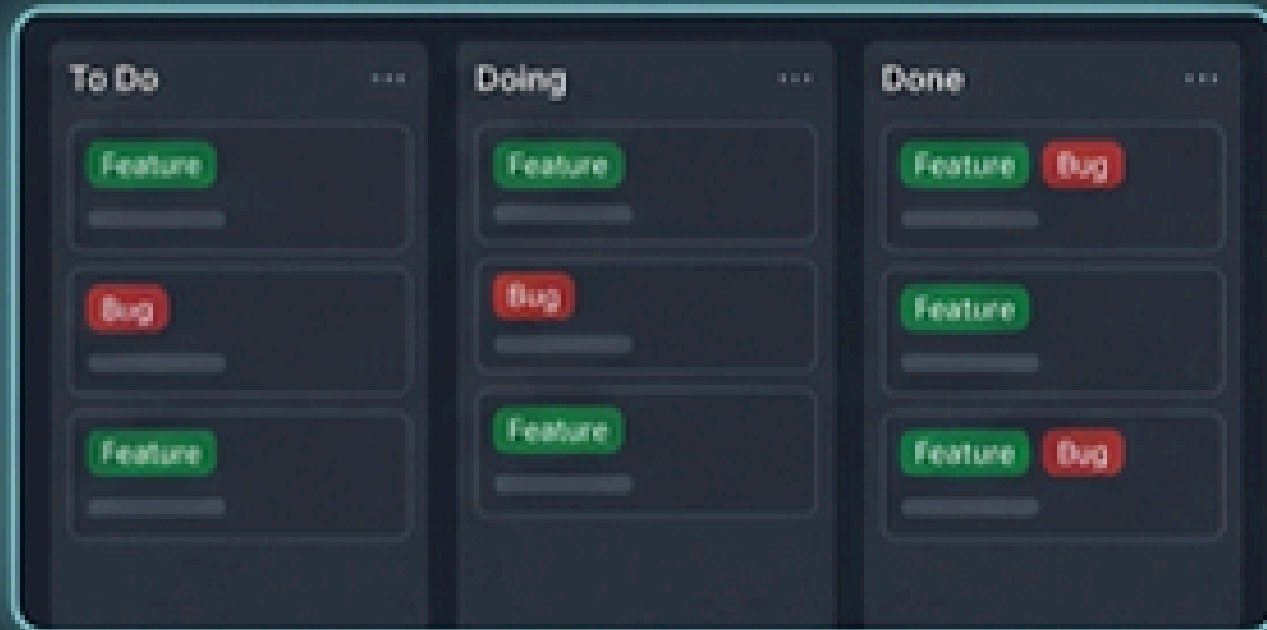 To Do ...
Feature
Bug
Feature
Doing ...
Feature
Bug
Feature
Done ...
Feature Bug
Feature
Feature Bug